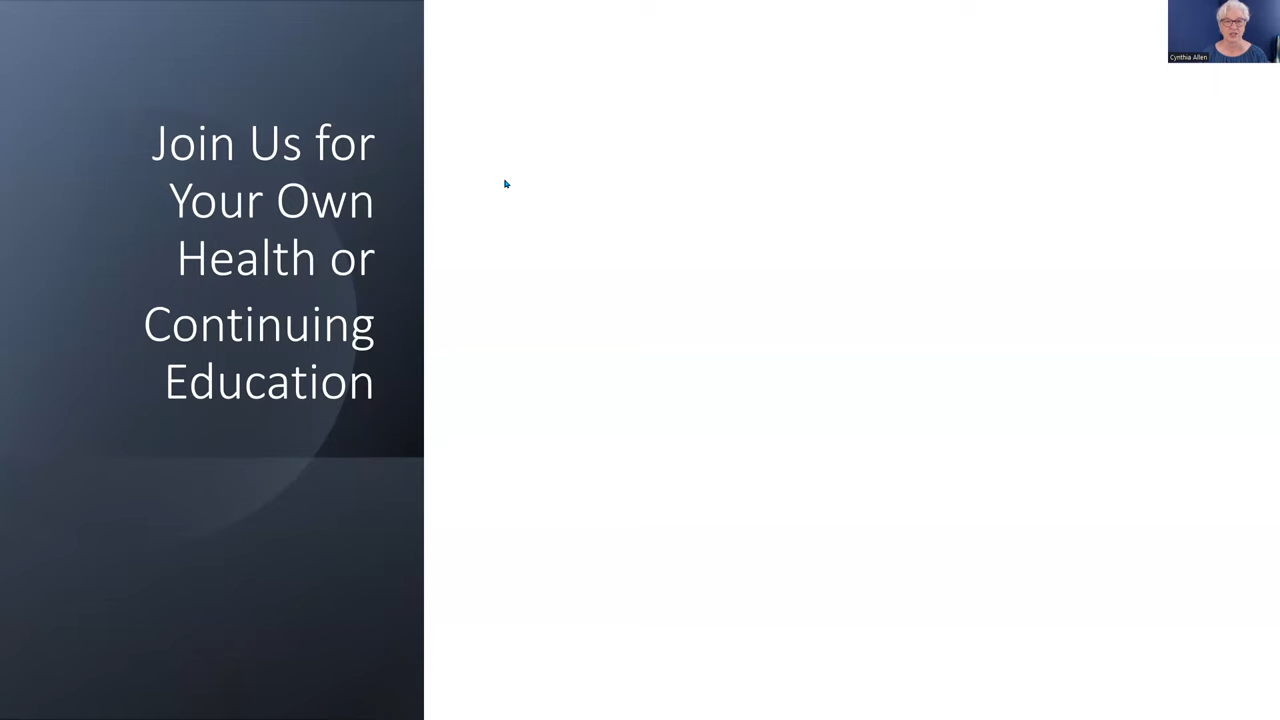 Join Us for
Your Own
Health or
Continuing
Education
Cynthia Allen